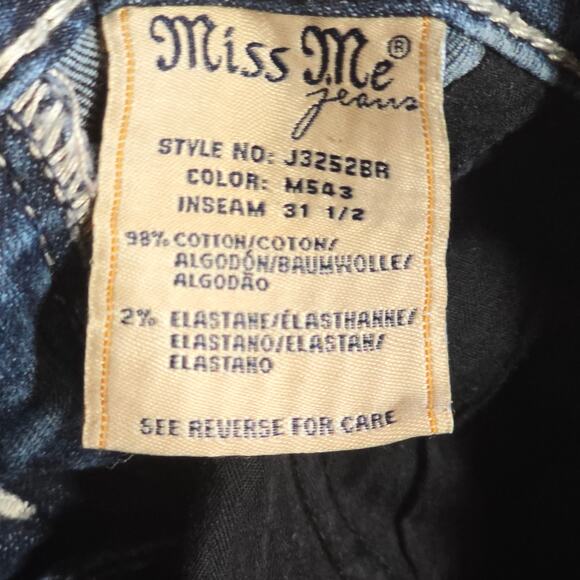 Miss Me®
jeans
STYLE NO: J3252BR
COLOR: M543
INSEAM 31 1/2
98% COTTON/COTON/
ALGODÓN/BAUMWOLLE/
ALGODÃO
2% ELASTANE/ÉLASTHANNE/
ELASTANO/ELASTAN/
ELASTANO
SEE REVERSE FOR CARE